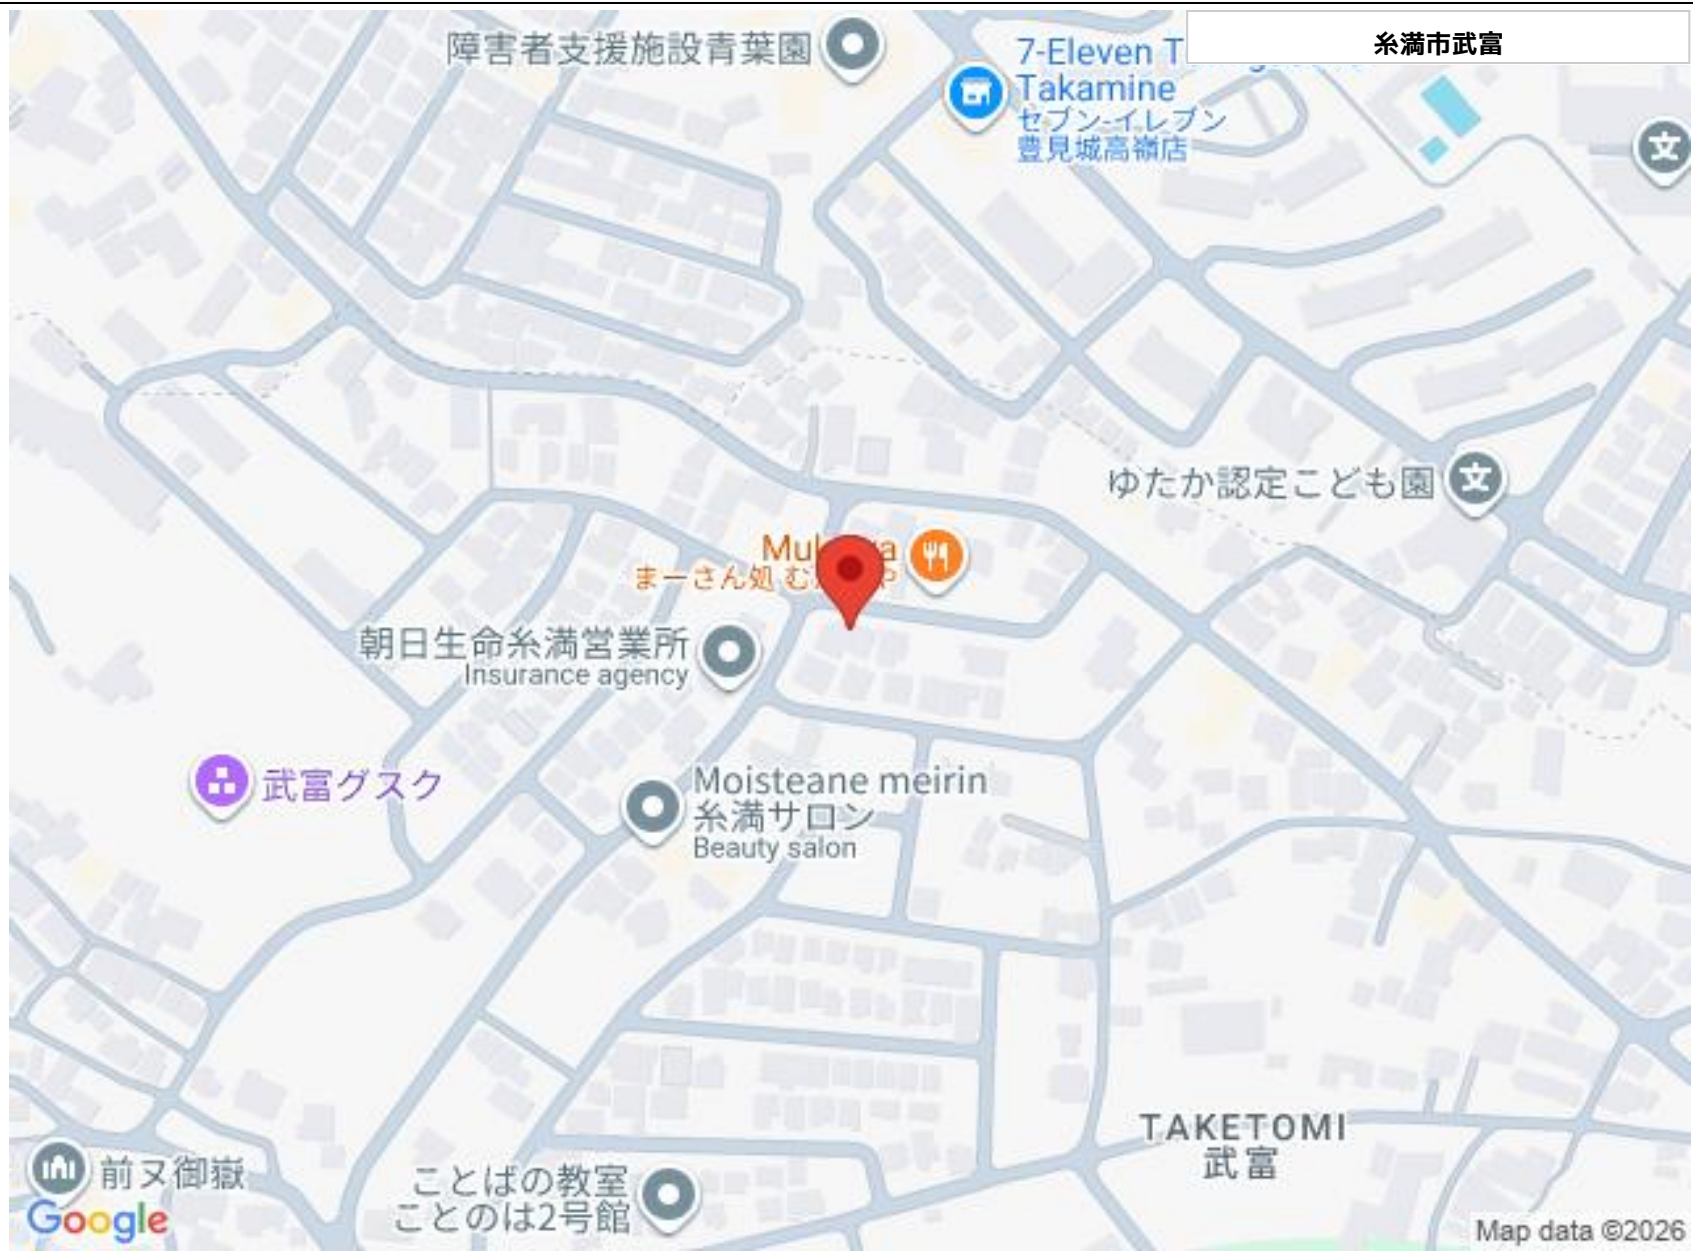 糸満市武富
障害者支援施設青葉園
7-Eleven
Takamine
セブン-イレブン
豊見城高嶺店
文
ゆたか認定こども園
文
まーさん処
朝日生命糸満営業所
Insurance agency
武富グスク
Moisteane meirin
糸満サロン
Beauty salon
TAKETOMI
武富
前ヌ御嶽
ことばの教室
ことのは2号館
Google
Map data ©2026